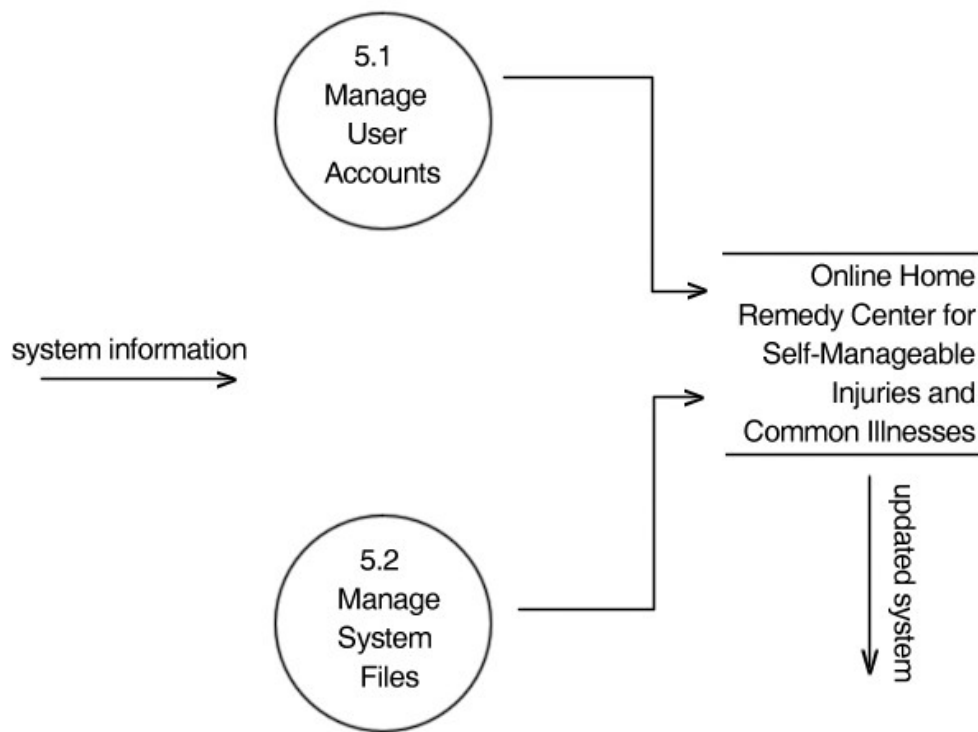 5.1
Manage
User
Accounts
system information
Online Home
Remedy Center for
Self-Manageable
Injuries and
Common Illnesses
5.2
Manage
System
Files
updated system